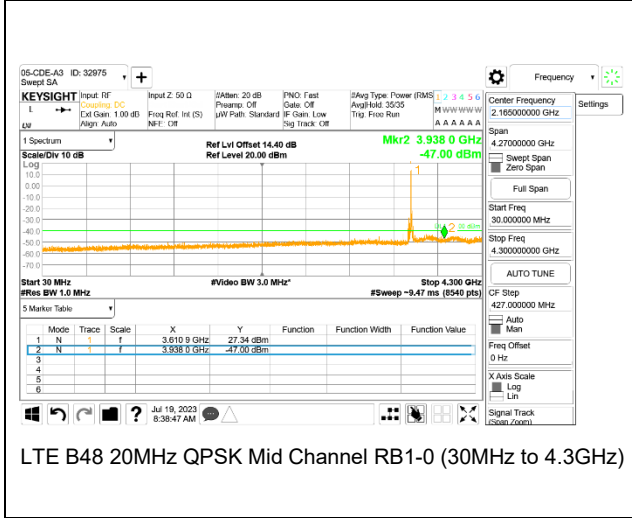 05-CDE-A3 ID: 32975
Swept SA
KEYSIGHT Input: RF Input Z: 50 Ω #Atten: 20 dB PNO: Fast #Avg Type: Power (RMS 1 2 3 4 5 6
L Coupling: DC Preamp: Off Gate: Off Avg|Hold: 35/35 M W W W W W
Ext Gain: 1.00 dB Freq Ref: Int (S) µW Path: Standard IF Gain: Low Trig: Free Run
Align: Auto NFE: Off Sig Track: Off A A A A A A
1 Spectrum Ref Lvl Offset 14.40 dB Mkr2 3.938 0 GHz
Scale/Div 10 dB Ref Level 20.00 dBm -47.00 dBm
Log
10.0
0.00
-10.0
-20.0
-30.0
-40.0
-50.0
-60.0
-70.0
1
2
Start 30 MHz #Video BW 3.0 MHz* Stop 4.300 GHz
#Res BW 1.0 MHz #Sweep ~9.47 ms (8540 pts)
5 Marker Table
Mode Trace Scale X Y Function Function Width Function Value
1 N 1 f 3.610 9 GHz 27.34 dBm
2 N 1 f 3.938 0 GHz -47.00 dBm
3
4
5
6
Jul 19, 2023
8:38:47 AM
Frequency
Settings
Center Frequency
2.165000000 GHz
Span
4.27000000 GHz
Swept Span
Zero Span
Full Span
Start Freq
30.000000 MHz
Stop Freq
4.300000000 GHz
AUTO TUNE
CF Step
427.000000 MHz
Auto
Man
Freq Offset
0 Hz
X Axis Scale
Log
Lin
Signal Track
(Span Zoom)
LTE B48 20MHz QPSK Mid Channel RB1-0 (30MHz to 4.3GHz)